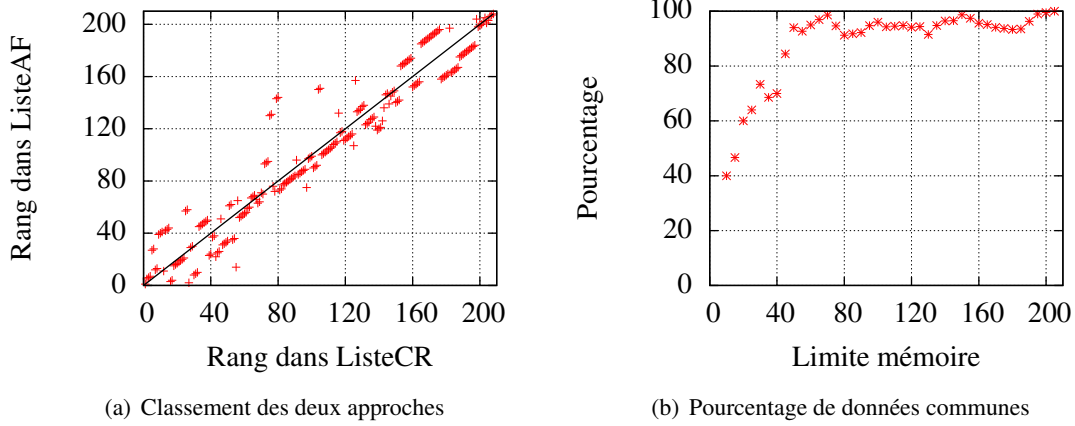 Rang dans ListeAF
200
160
120
80
40
0
0 40 80 120 160 200
Rang dans ListeCR
(a) Classement des deux approches
Pourcentage
100
80
60
40
20
0
0 40 80 120 160 200
Limite mémoire
(b) Pourcentage de données communes